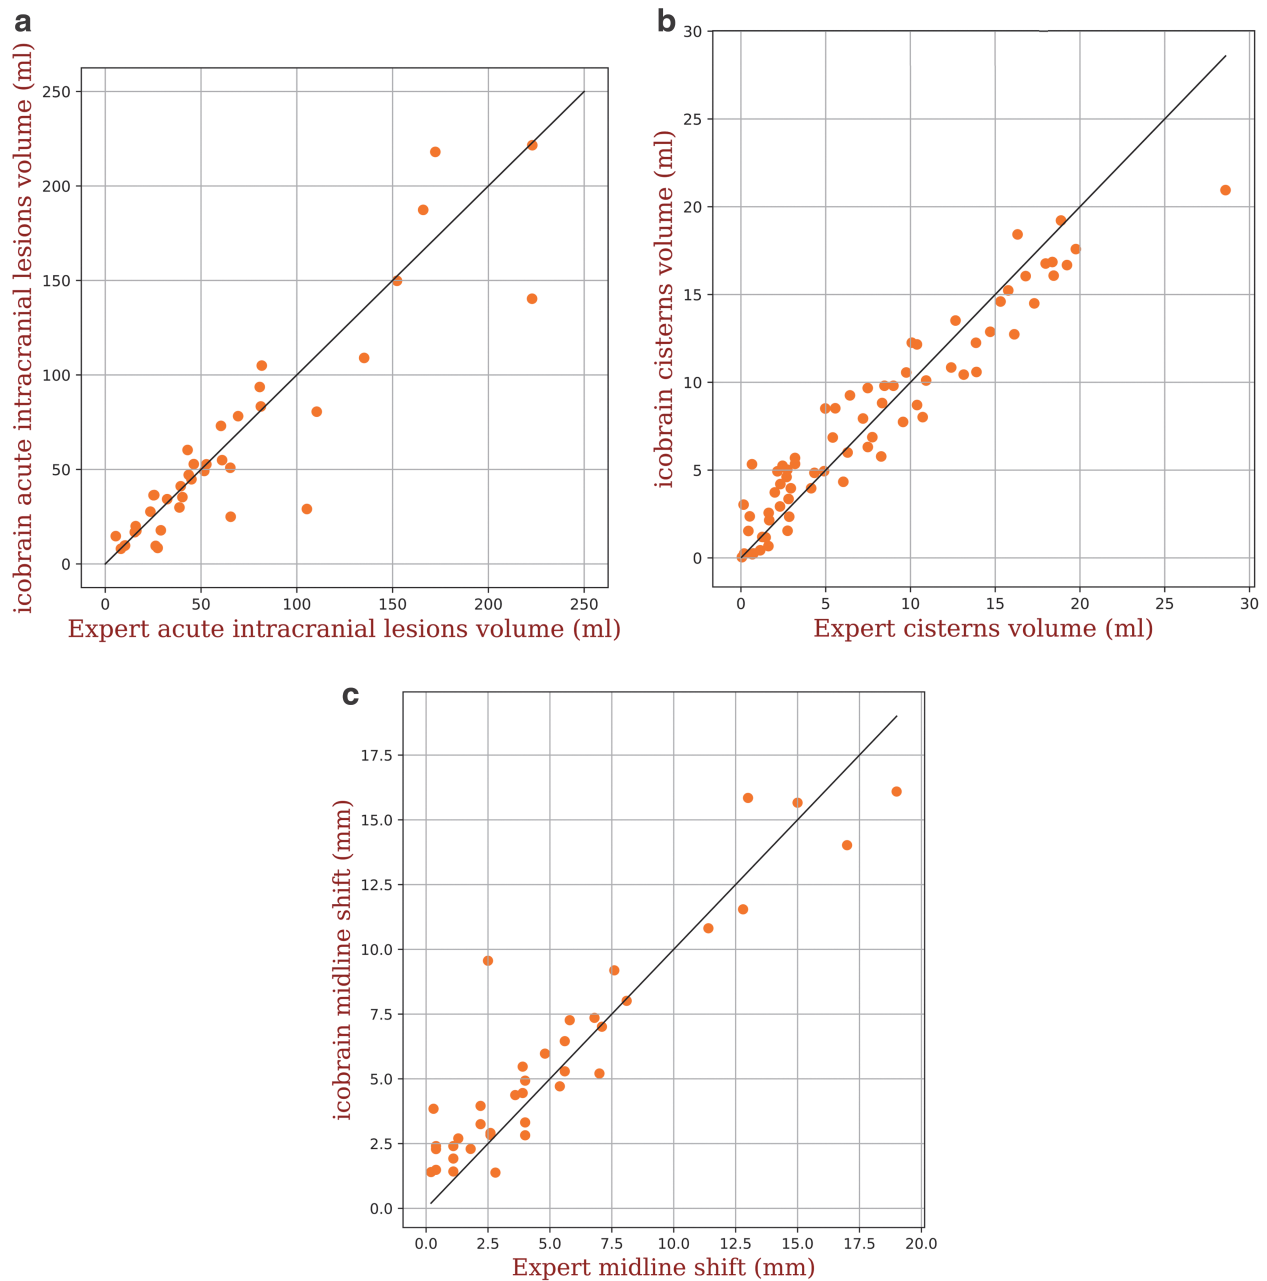 a
icobrain acute intracranial lesions volume (ml)
250
200
150
100
50
0
0 50 100 150 200 250
Expert acute intracranial lesions volume (ml)
b
icobrain cisterns volume (ml)
30
25
20
15
10
5
0
0 5 10 15 20 25 30
Expert cisterns volume (ml)
c
icobrain midline shift (mm)
17.5
15.0
12.5
10.0
7.5
5.0
2.5
0.0
0.0 2.5 5.0 7.5 10.0 12.5 15.0 17.5 20.0
Expert midline shift (mm)